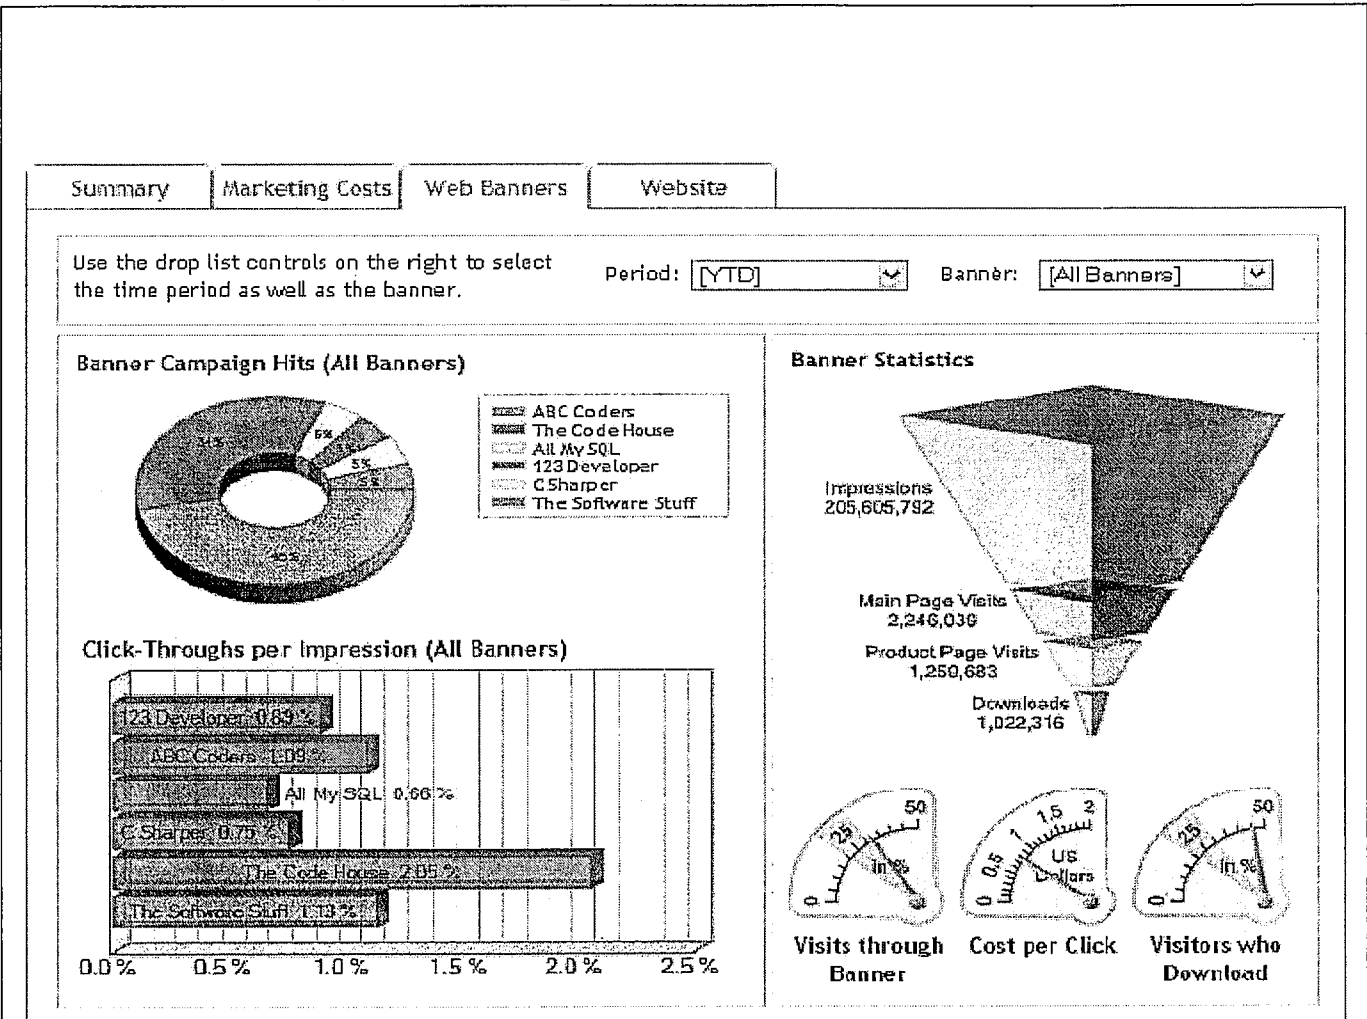 Summary
Marketing Costs
Web Banners
Website
Use the drop list controls on the right to select
the time period as well as the banner.
Period: [YTD]
Banner: [All Banners]
Banner Campaign Hits (All Banners)
34%
6%
5%
5%
ABC Coders
The Code House
All My SQL
123 Developer
C Sharper
The Software Stuff
Click-Throughs per Impression (All Banners)
123 Developer 0.89 %
ABC Coders 1.09 %
All My SQL 0.66 %
C Sharper 0.75 %
The Code House 2.05 %
The Software Stuff 1.13 %
0.0 %
0.5 %
1.0 %
1.5 %
2.0 %
2.5 %
Banner Statistics
Impressions
205,605,792
Main Page Visits
2,246,036
Product Page Visits
1,250,683
Downloads
1,022,316
0
25
50
In %
Visits through
Banner
0
0.5
1
1.5
2
US
Dollars
Cost per Click
0
25
50
In %
Visitors who
Download